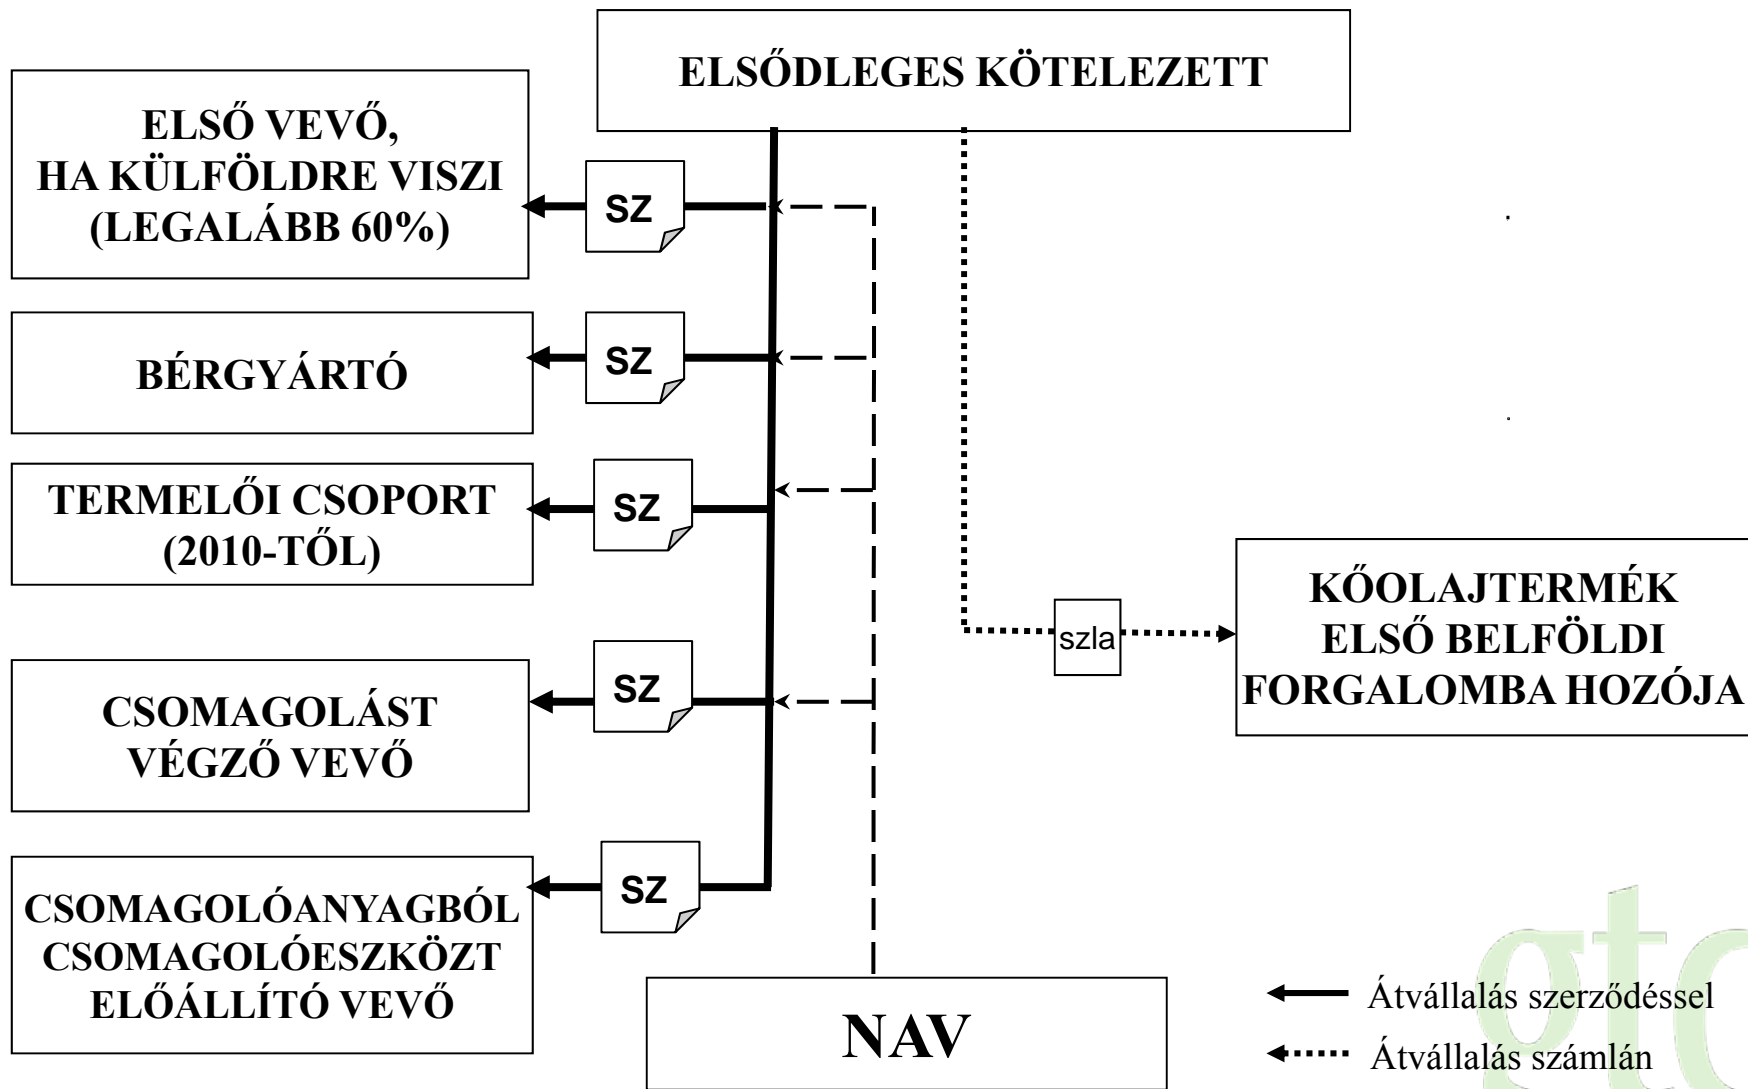 ELSŐDLEGES KÖTELEZETT
ELSŐ VEVŐ,
HA KÜLFÖLDRE VISZI
(LEGALÁBB 60%)
SZ
BÉRGYÁRTÓ
SZ
TERMELŐI CSOPORT
(2010-TŐL)
SZ
CSOMAGOLÁST
VÉGZŐ VEVŐ
SZ
CSOMAGOLÓANYAGBÓL
CSOMAGOLÓESZKÖZT
ELŐÁLLÍTÓ VEVŐ
SZ
szla
KŐOLAJTERMÉK
ELSŐ BELFÖLDI
FORGALOMBA HOZÓJA
NAV
Átvállalás szerződéssel
Átvállalás számlán